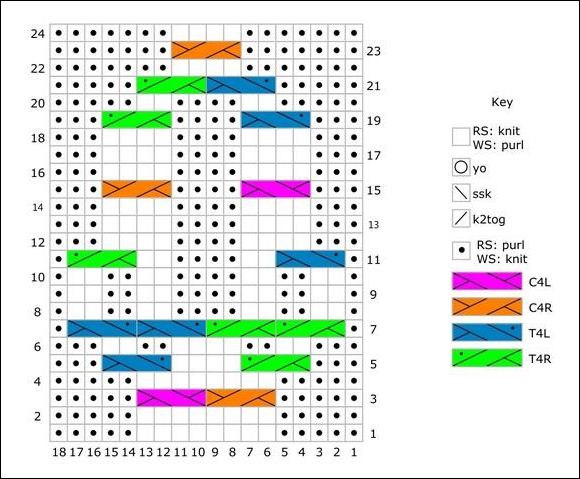 24
23
22
21
20
19
18
17
16
15
14
13
12
11
10
9
8
7
6
5
4
3
2
1
18 17 16 15 14 13 12 11 10 9 8 7 6 5 4 3 2 1
Key
RS: knit
WS: purl
yo
ssk
k2tog
RS: purl
WS: knit
C4L
C4R
T4L
T4R